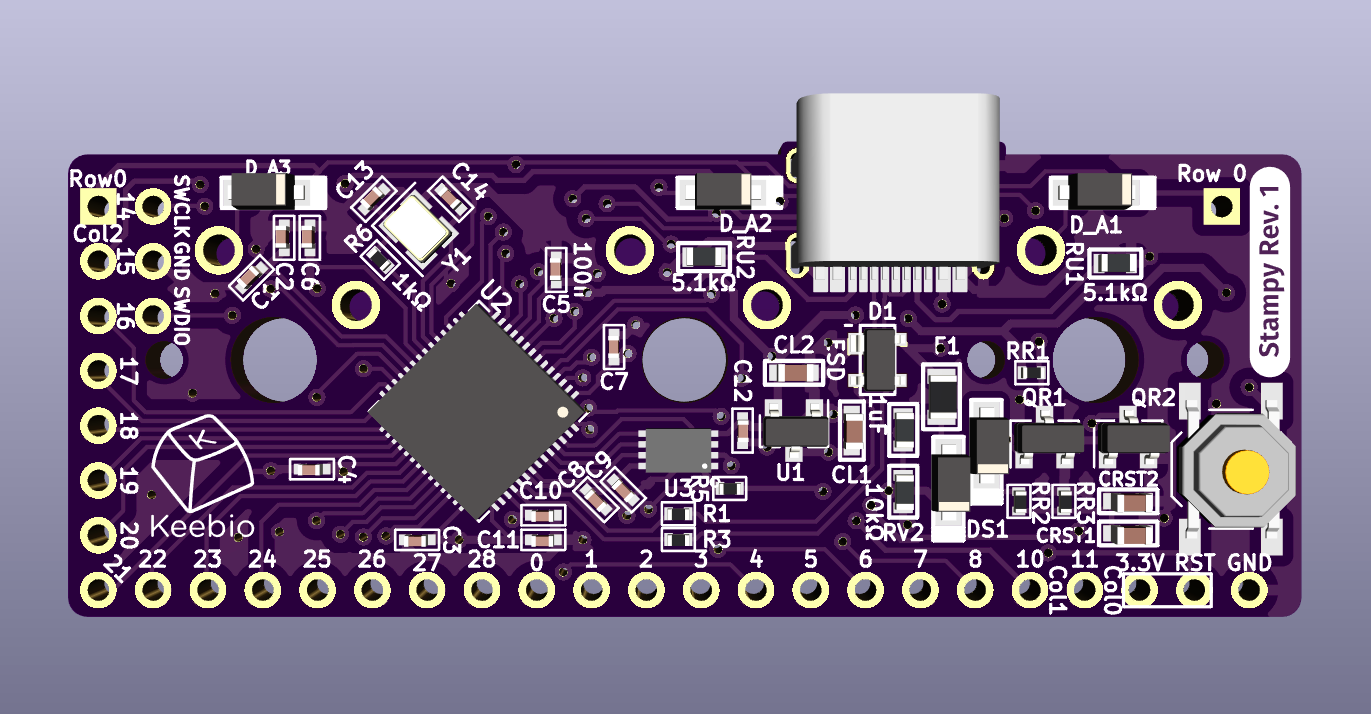 Row0
14
Col2
15
16
17
18
19
20
21
SWCLK GND SWDIO
D_A3
C2
C6
C1
C13
C14
R6
1kΩ
Y1
U2
100n
C5
C7
D_A2
RU2
5.1kΩ
D_A1
RU1
5.1kΩ
Row 0
Stampy Rev. 1
D1
ESD
CL2
C12
U1
CL1
1uF
F1
RR1
QR1
QR2
K
Keebio
C4
C3
C10
C11
C8
C9
U3
R5
R1
R3
10kΩ
RV2
DS1
RR2
RR3
CRST2
CRST1
22 23 24 25 26 27 28 0 1 2 3 4 5 6 7 8 10 11 3.3V RST GND
Col1
Col0